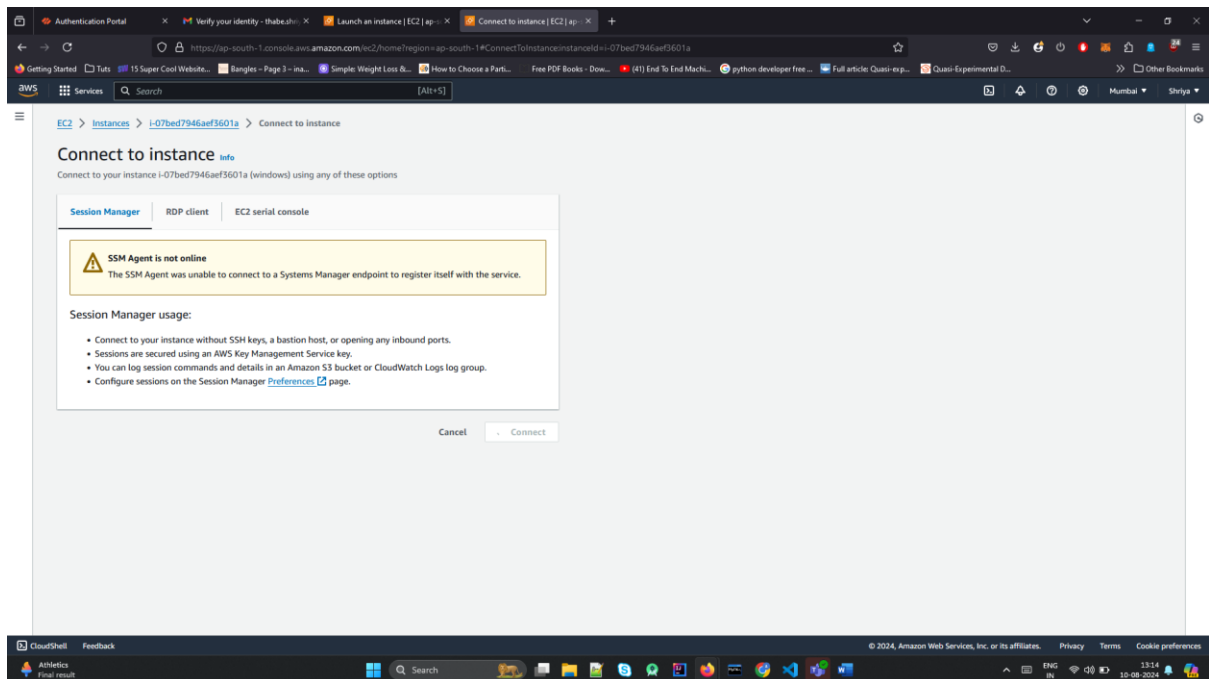 Authentication Portal
Verify your identity - thabe.shri
Launch an instance | EC2 | ap-s
Connect to instance | EC2 | ap-
https://ap-south-1.console.aws.amazon.com/ec2/home?region=ap-south-1#ConnectToInstance:instanceId=i-07bed7946aef3601a
24
Getting Started
Tuts
15 Super Cool Website...
Bangles – Page 3 – ina...
Simple: Weight Loss &...
How to Choose a Parti...
Free PDF Books - Dow...
(41) End To End Machi...
python developer free ...
Full article: Quasi-exp...
Quasi-Experimental D...
Other Bookmarks
aws
Services
Search
[Alt+S]
Mumbai
Shriya
EC2 > Instances > i-07bed7946aef3601a > Connect to instance
Connect to instance Info
Connect to your instance i-07bed7946aef3601a (windows) using any of these options
Session Manager
RDP client
EC2 serial console
SSM Agent is not online
The SSM Agent was unable to connect to a Systems Manager endpoint to register itself with the service.
Session Manager usage:
• Connect to your instance without SSH keys, a bastion host, or opening any inbound ports.
• Sessions are secured using an AWS Key Management Service key.
• You can log session commands and details in an Amazon S3 bucket or CloudWatch Logs log group.
• Configure sessions on the Session Manager Preferences page.
Cancel
Connect
CloudShell
Feedback
© 2024, Amazon Web Services, Inc. or its affiliates.
Privacy
Terms
Cookie preferences
Athletics
Final result
Search
ENG
IN
13:14
10-08-2024